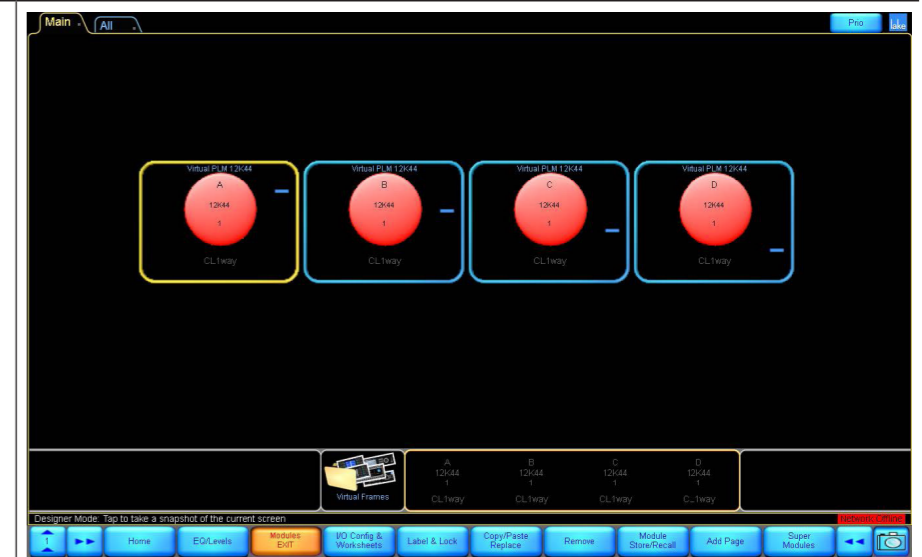 Main
All
Prio
lake
Virtual PLM 12K44
A
12K44
1
CL1way
Virtual PLM 12K44
B
12K44
1
CL1way
Virtual PLM 12K44
C
12K44
1
CL1way
Virtual PLM 12K44
D
12K44
1
CL1way
Virtual Frames
A
12K44
1
CL1way
B
12K44
1
CL1way
C
12K44
1
CL1way
D
12K44
1
C_1way
Designer Mode: Tap to take a snapshot of the current screen
Network Offline
1
Home
EQ/Levels
Modules
EXIT
I/O Config &
Worksheets
Label & Lock
Copy/Paste
Replace
Remove
Module
Store/Recall
Add Page
Super
Modules